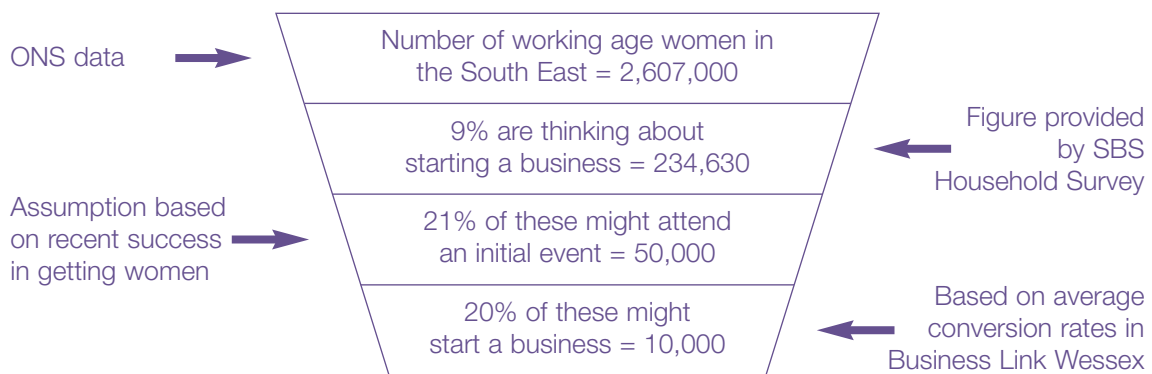 ONS data
Number of working age women in
the South East = 2,607,000
9% are thinking about
starting a business = 234,630
Figure provided
by SBS
Household Survey
Assumption based
on recent success
in getting women
21% of these might attend
an initial event = 50,000
20% of these might
start a business = 10,000
Based on average
conversion rates in
Business Link Wessex